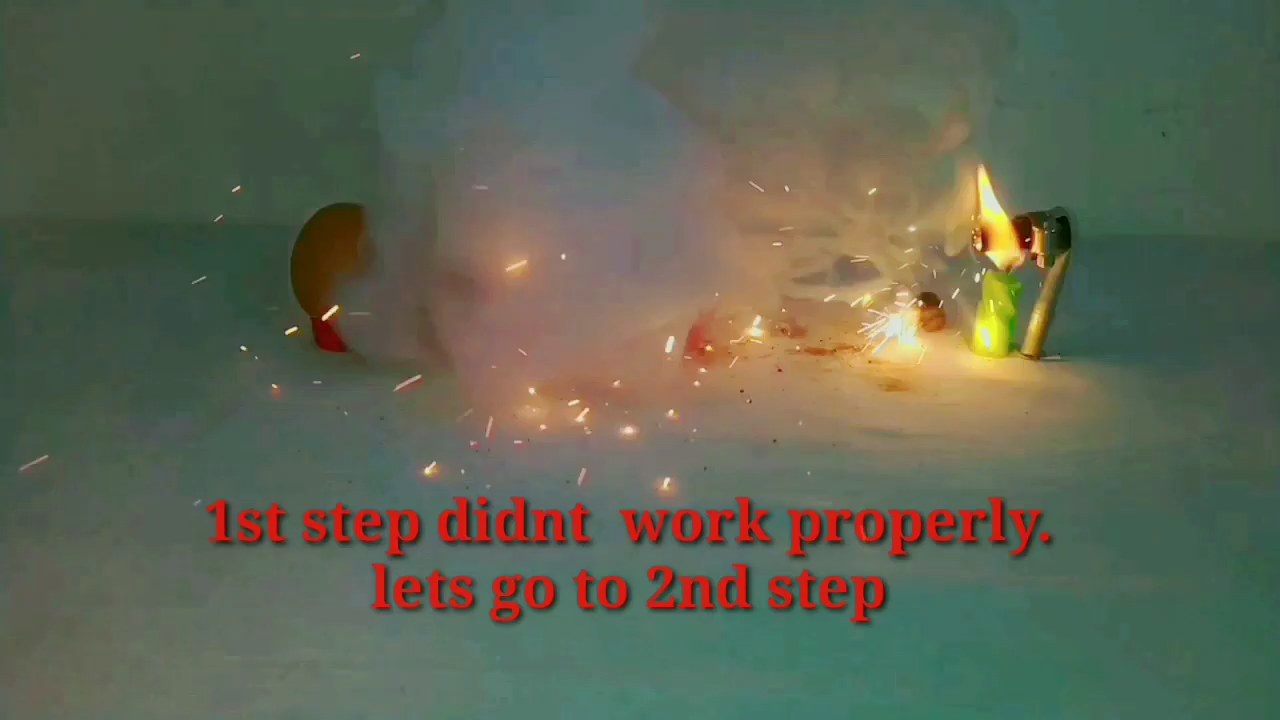 1st step didnt  work properly.
lets go to 2nd step